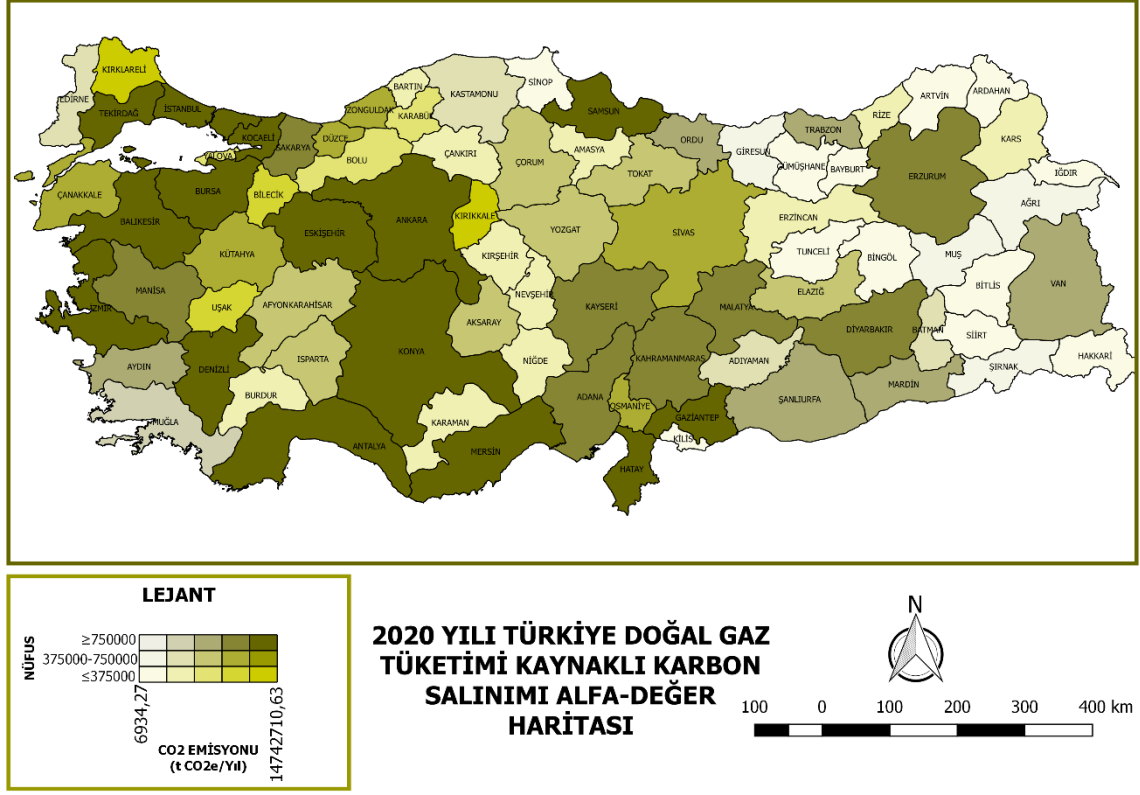 KIRKLARELİ
EDİRNE
TEKİRDAĞ
İSTANBUL
KOCAELİ
SAKARYA
YALOVA
DÜZCE
ZONGULDAK
BARTIN
KARABÜK
KASTAMONU
SİNOP
SAMSUN
BOLU
ÇANKIRI
ÇORUM
AMASYA
TOKAT
ORDU
GİRESUN
TRABZON
GÜMÜŞHANE
BAYBURT
RİZE
ARTVİN
ARDAHAN
KARS
IĞDIR
AĞRI
ERZURUM
ERZİNCAN
ÇANAKKALE
BALIKESİR
BURSA
BİLECİK
ESKİŞEHİR
ANKARA
KIRIKKALE
YOZGAT
SİVAS
TUNCELİ
BİNGÖL
MUŞ
BİTLİS
VAN
KÜTAHYA
MANİSA
İZMİR
UŞAK
AFYONKARAHİSAR
KIRŞEHİR
NEVŞEHİR
AKSARAY
KAYSERİ
MALATYA
ELAZIĞ
DİYARBAKIR
BATMAN
SİİRT
HAKKARİ
ŞIRNAK
AYDIN
DENİZLİ
ISPARTA
KONYA
NİĞDE
KAHRAMANMARAŞ
ADIYAMAN
MARDİN
ŞANLIURFA
MUĞLA
BURDUR
ANTALYA
KARAMAN
MERSİN
ADANA
OSMANİYE
GAZİANTEP
KİLİS
HATAY
LEJANT
NÜFUS
≥750000
375000-750000
≤375000
6934,27
14742710,63
CO2 EMİSYONU
(t CO2e/Yıl)
2020 YILI TÜRKİYE DOĞAL GAZ
TÜKETİMİ KAYNAKLI KARBON
SALINIMI ALFA-DEĞER
HARİTASI
N
100 0 100 200 300 400 km